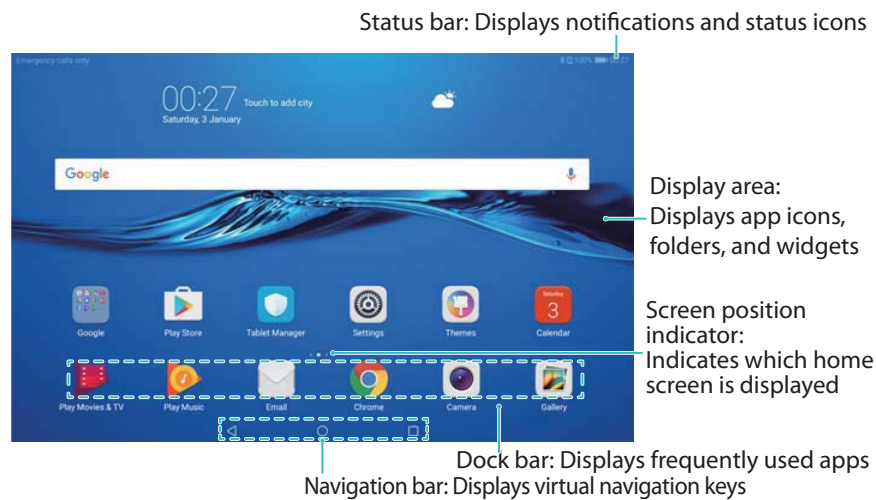 Status bar: Displays notifications and status icons
Emergency calls only
100% 00:27
00:27 Touch to add city
Saturday, 3 January
Google
Display area:
Displays app icons,
folders, and widgets
Google Play Store Tablet Manager Settings Themes Calendar
Saturday
3
Screen position
indicator:
Indicates which home
screen is displayed
Play Movies & TV Play Music Email Chrome Camera Gallery
Dock bar: Displays frequently used apps
Navigation bar: Displays virtual navigation keys